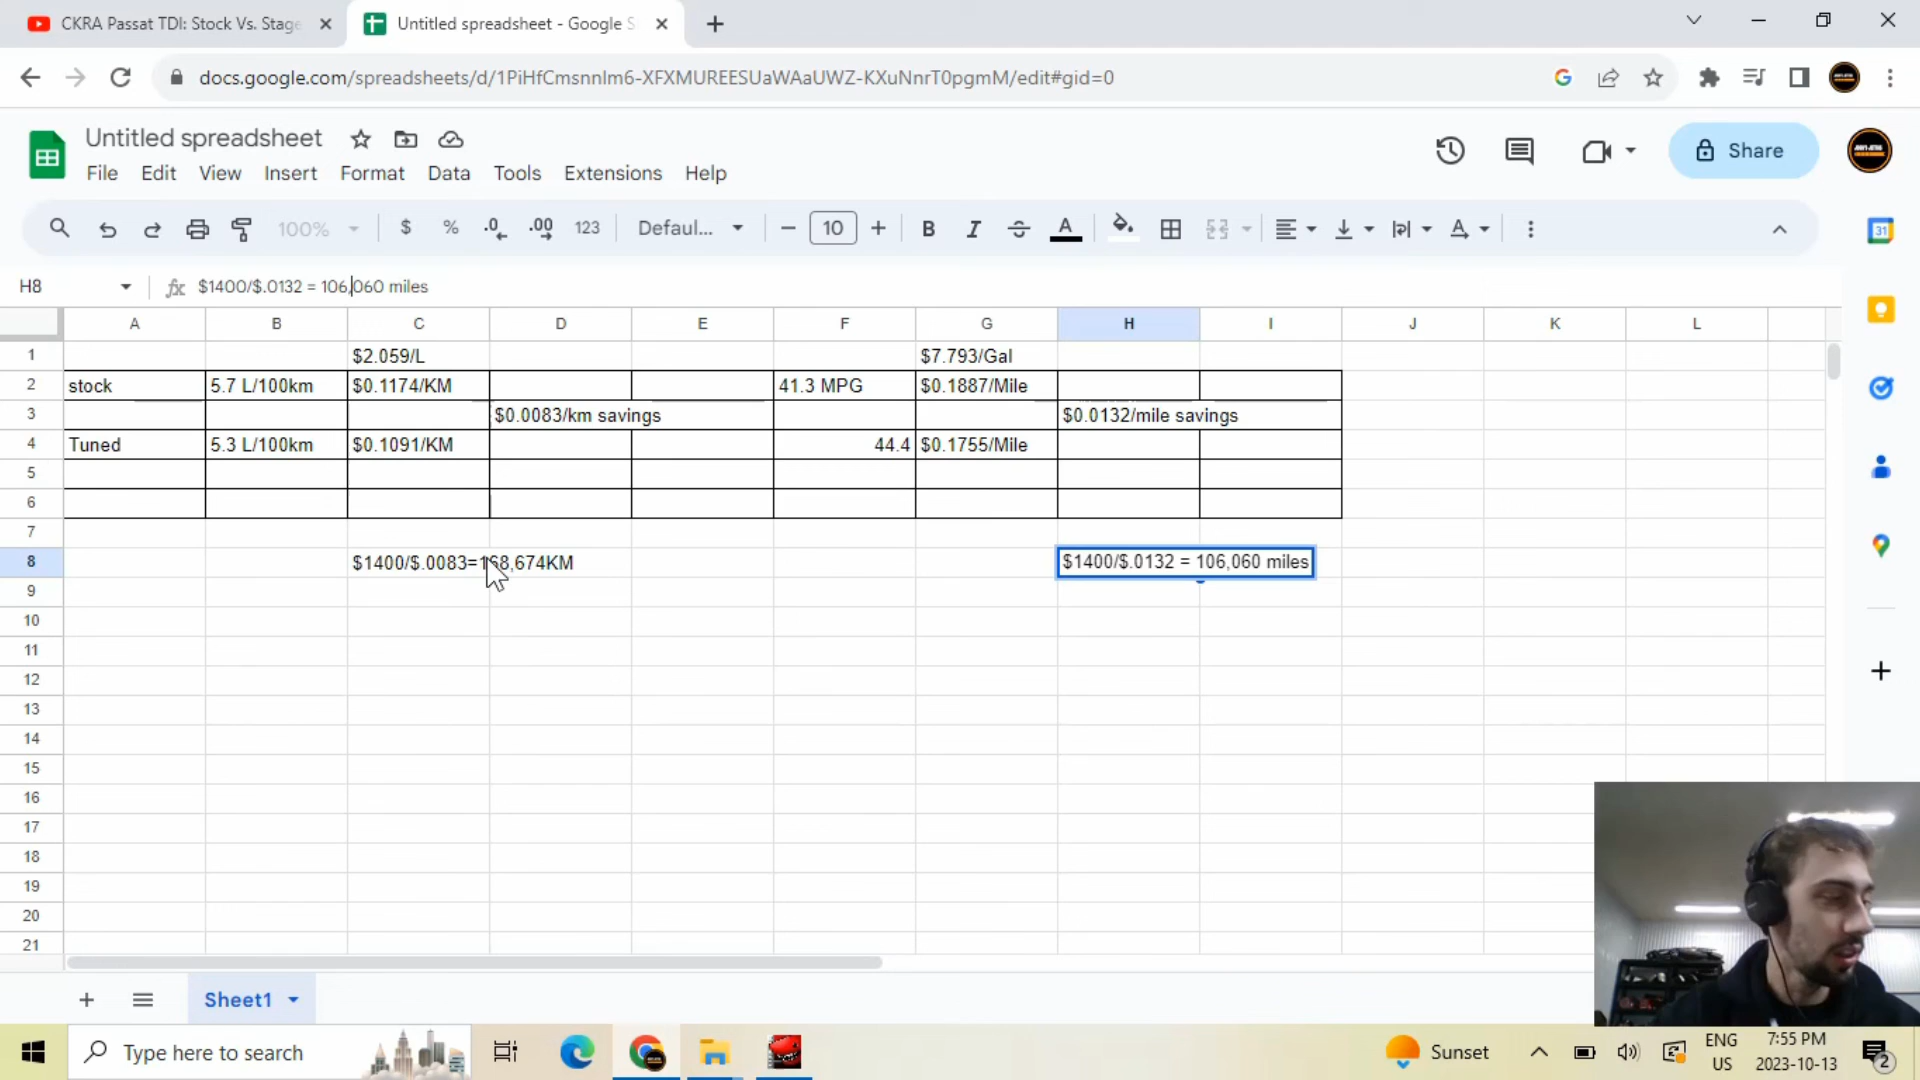 CKRA Passat TDI: Stock Vs. Stage
Untitled spreadsheet - Google S
docs.google.com/spreadsheets/d/1PiHfCmsnnIm6-XFXMUREESUaWAaUWZ-KXuNnrT0pgmM/edit#gid=0
Untitled spreadsheet
File Edit View Insert Format Data Tools Extensions Help
Share
100% $ % .0 .00 123 Defaul... 10 B I A
31
H8 fx $1400/$.0132 = 106,060 miles
A B C D E F G H I J K L
1 $2.059/L $7.793/Gal
2 stock 5.7 L/100km $0.1174/KM 41.3 MPG $0.1887/Mile
3 $0.0083/km savings $0.0132/mile savings
4 Tuned 5.3 L/100km $0.1091/KM 44.4 $0.1755/Mile
5
6
7
8 $1400/$.0083=168,674KM $1400/$.0132 = 106,060 miles
9
10
11
12
13
14
15
16
17
18
19
20
21
Sheet1
Type here to search
Sunset
ENG
US
7:55 PM
2023-10-13
2